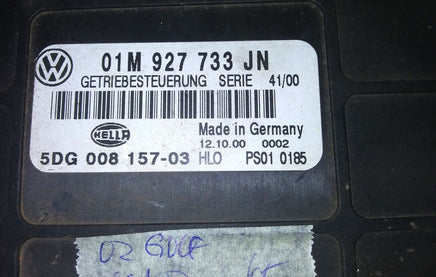 01M 927 733 JN
GETRIEBESTEUERUNG SERIE 41/00
HELLA
Made in Germany
12.10.00 0002
5DG 008 157-03 HLO PS01 0185
02 GOLF